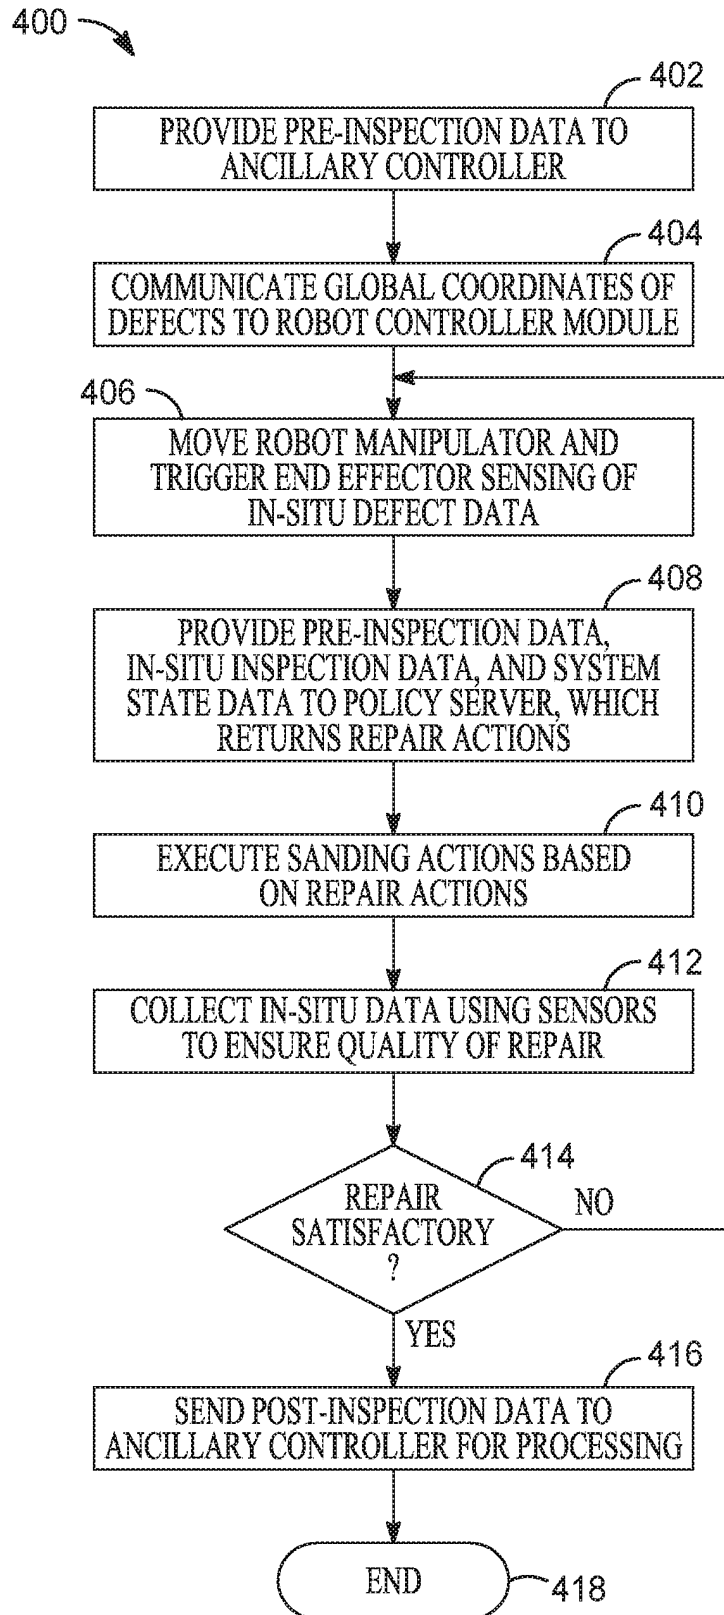 400
402
PROVIDE PRE-INSPECTION DATA TO
ANCILLARY CONTROLLER
404
COMMUNICATE GLOBAL COORDINATES OF
DEFECTS TO ROBOT CONTROLLER MODULE
406
MOVE ROBOT MANIPULATOR AND
TRIGGER END EFFECTOR SENSING OF
IN-SITU DEFECT DATA
408
PROVIDE PRE-INSPECTION DATA,
IN-SITU INSPECTION DATA, AND SYSTEM
STATE DATA TO POLICY SERVER, WHICH
RETURNS REPAIR ACTIONS
410
EXECUTE SANDING ACTIONS BASED
ON REPAIR ACTIONS
412
COLLECT IN-SITU DATA USING SENSORS
TO ENSURE QUALITY OF REPAIR
414
REPAIR
SATISFACTORY
?
NO
YES
416
SEND POST-INSPECTION DATA TO
ANCILLARY CONTROLLER FOR PROCESSING
END
418